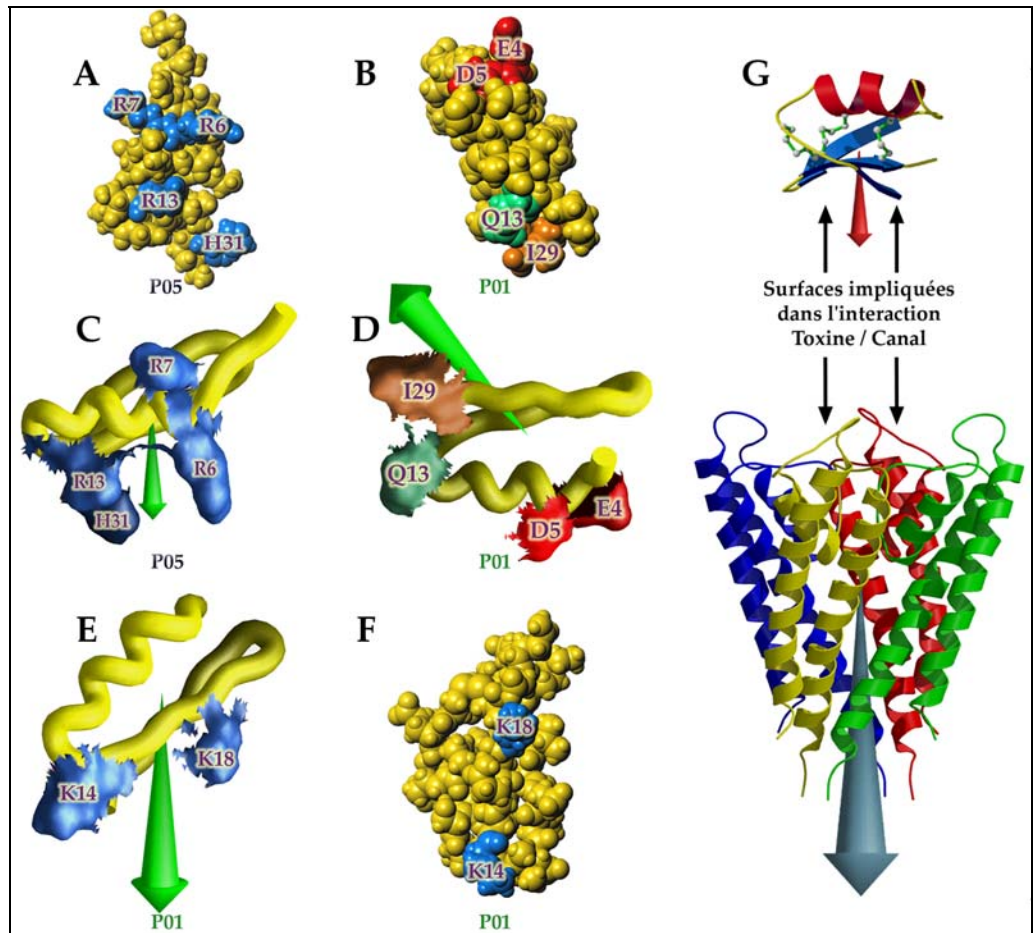 A
R7
R6
R13
H31
P05
B
E4
D5
Q13
I29
P01
C
R7
R13
R6
H31
P05
D
I29
Q13
D5
E4
P01
E
K18
K14
P01
F
K18
K14
P01
G
Surfaces impliquées
dans l'interaction
Toxine / Canal